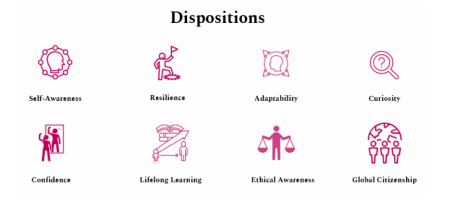 Dispositions
Self-Awareness
Resilience
Adaptability
Curiosity
?
Confidence
Lifelong Learning
Ethical Awareness
Global Citizenship